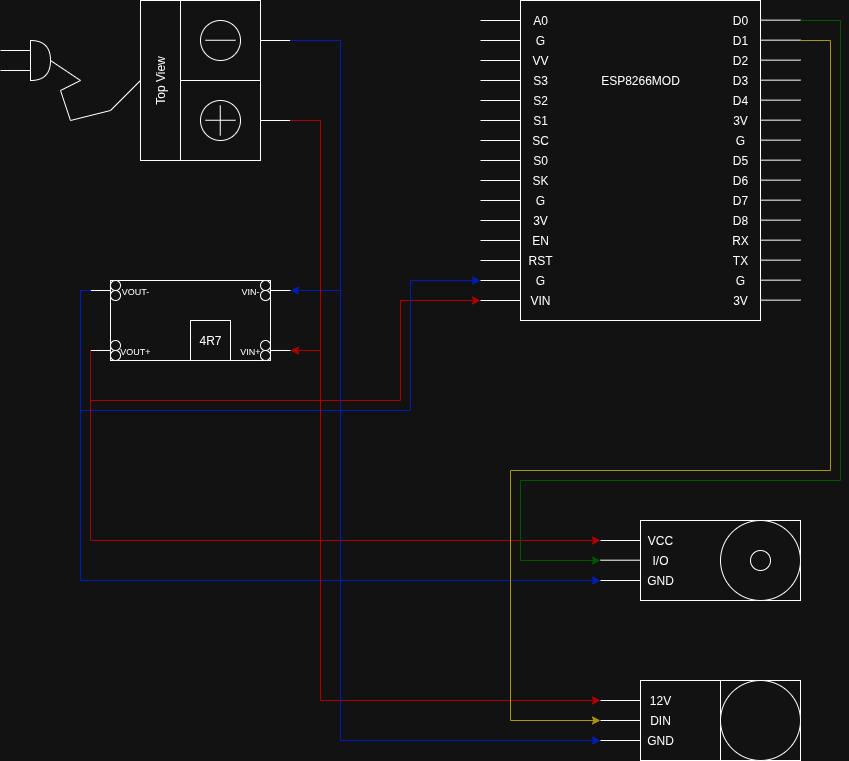 Top View
ESP8266MOD
A0
G
VV
S3
S2
S1
SC
S0
SK
G
3V
EN
RST
G
VIN
D0
D1
D2
D3
D4
3V
G
D5
D6
D7
D8
RX
TX
G
3V
VOUT- VIN-
4R7
VOUT+ VIN+
VCC
I/O
GND
12V
DIN
GND